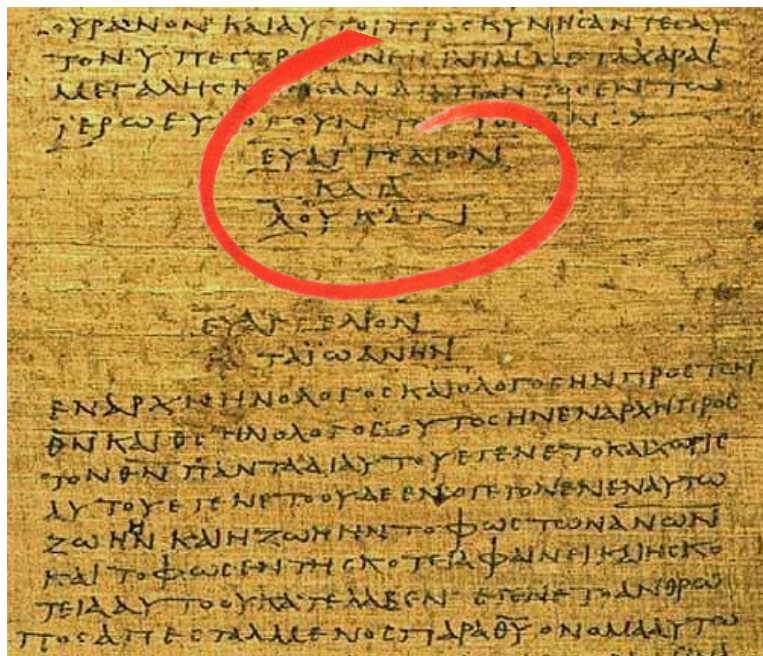 ΟΥΡΑΝΟΝ ΚΑΙ ΑΥΤΟΙ ΠΡΟϹΚΥΝΗϹΑΝΤΕϹ ΑΥ
ΤΟΝ ΥΠΕϹΤΡΕΨΑΝ ΜΕΤΑ ΧΑΡΑϹ
ΜΕΓΑΛΗϹ ΚΑΙ ΗϹΑΝ ΔΙΑ ΠΑΝΤΟϹ ΕΝ ΤΩ
ΙΕΡΩ ΕΥΛΟΓΟΥΝΤΕϹ ΤΟΝ ΘΝ
ΕΥΑΓΓΕΛΙΟΝ
ΚΑΤΑ
ΛΟΥΚΑΝ
ΕΥΑΓΓΕΛΙΟΝ
ΚΑΤΑ ΙΩΑΝΗΝ
ΕΝ ΑΡΧΗ ΗΝ Ο ΛΟΓΟϹ ΚΑΙ Ο ΛΟΓΟϹ ΗΝ ΠΡΟϹ ΤΟΝ
ΘΝ ΚΑΙ ΘϹ ΗΝ Ο ΛΟΓΟϹ ΟΥΤΟϹ ΗΝ ΕΝ ΑΡΧΗ ΠΡΟϹ
ΤΟΝ ΘΝ ΠΑΝΤΑ ΔΙ ΑΥΤΟΥ ΕΓΕΝΕΤΟ ΚΑΙ ΧΩΡΙϹ
ΑΥΤΟΥ ΕΓΕΝΕΤΟ ΟΥΔΕ ΕΝ Ο ΓΕΓΟΝΕΝ ΕΝ ΑΥΤΩ
ΖΩΗ ΗΝ ΚΑΙ Η ΖΩΗ ΗΝ ΤΟ ΦΩϹ ΤΩΝ ΑΝΩΝ
ΚΑΙ ΤΟ ΦΩϹ ΕΝ ΤΗ ϹΚΟΤΕΙΑ ΦΑΙΝΕΙ ΚΑΙ Η ϹΚΟ
ΤΕΙΑ ΑΥΤΟ ΟΥ ΚΑΤΕΛΑΒΕΝ ΕΓΕΝΕΤΟ ΑΝΘΡΩ
ΠΟϹ ΑΠΕϹΤΑΛΜΕΝΟϹ ΠΑΡΑ ΘΥ ΟΝΟΜΑ ΑΥΤΩ